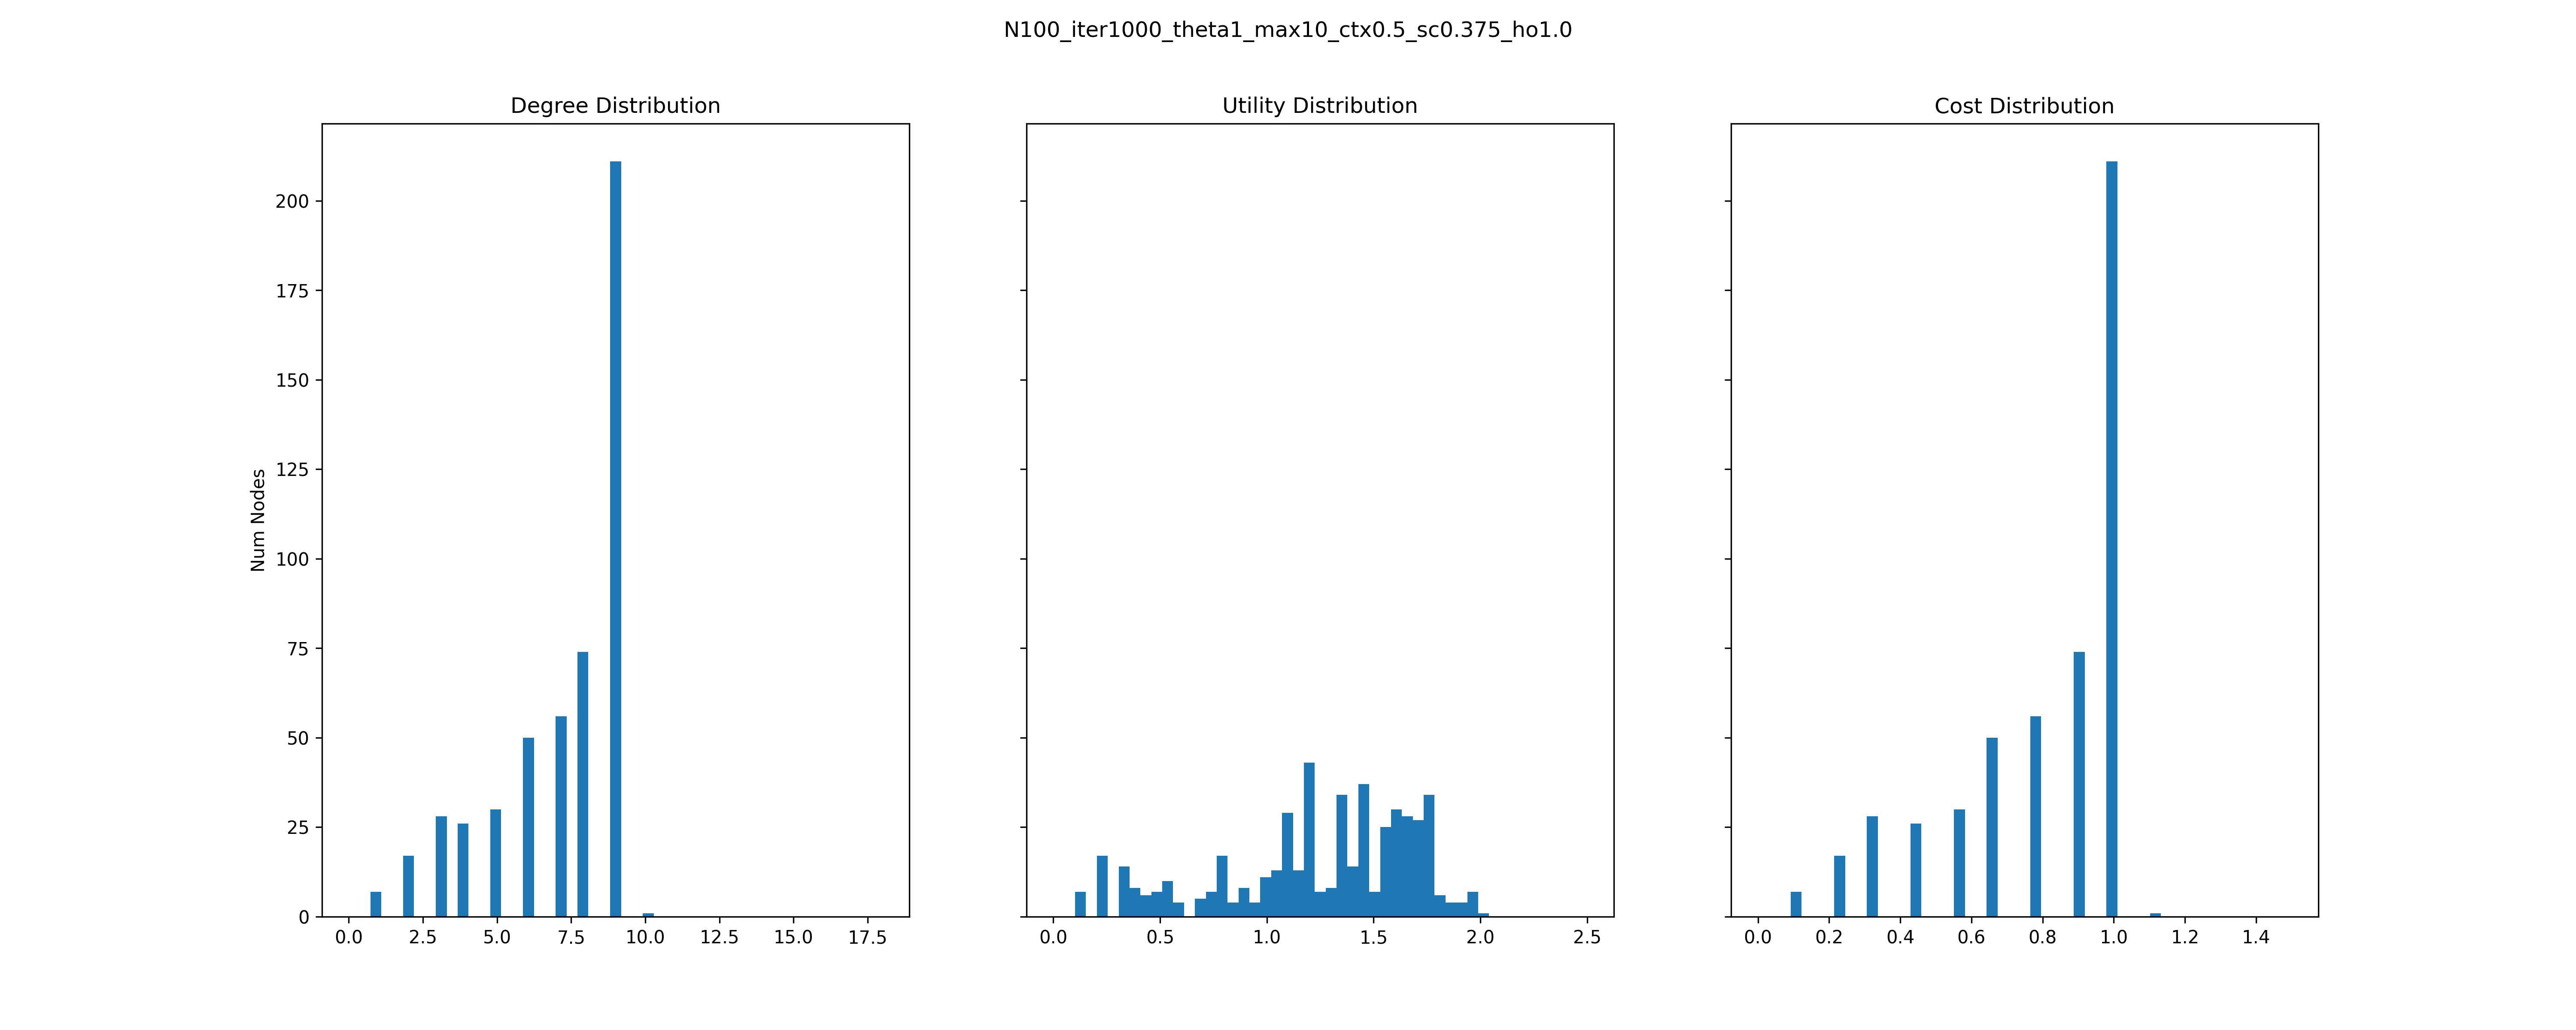 N100_iter1000_theta1_max10_ctx0.5_sc0.375_ho1.0
Degree Distribution
Num Nodes
200
175
150
125
100
75
50
25
0
0.0 2.5 5.0 7.5 10.0 12.5 15.0 17.5
Utility Distribution
0.0 0.5 1.0 1.5 2.0 2.5
Cost Distribution
0.0 0.2 0.4 0.6 0.8 1.0 1.2 1.4